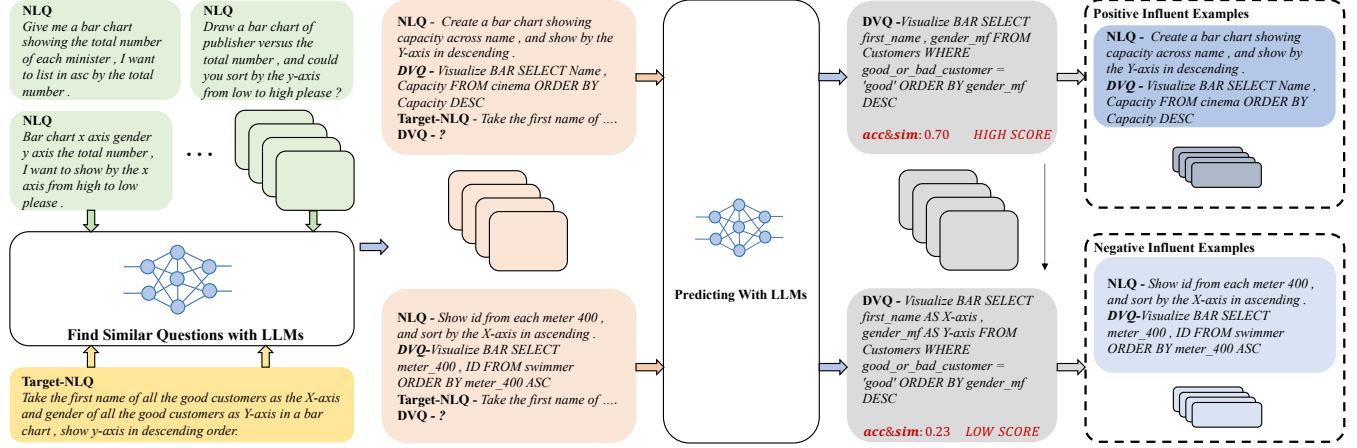 NLQ
Give me a bar chart
showing the total number
of each minister , I want
to list in asc by the total
number .
NLQ
Draw a bar chart of
publisher versus the
total number , and could
you sort by the y-axis
from low to high please ?
NLQ
Bar chart x axis gender
y axis the total number ,
I want to show by the x
axis from high to low
please .
...
Find Similar Questions with LLMs
Target-NLQ
Take the first name of all the good customers as the X-axis
and gender of all the good customers as Y-axis in a bar
chart , show y-axis in descending order.
NLQ - Create a bar chart showing
capacity across name , and show by the
Y-axis in descending .
DVQ - Visualize BAR SELECT Name ,
Capacity FROM cinema ORDER BY
Capacity DESC
Target-NLQ - Take the first name of ….
DVQ - ?
NLQ - Show id from each meter 400 ,
and sort by the X-axis in ascending .
DVQ-Visualize BAR SELECT
meter_400 , ID FROM swimmer
ORDER BY meter_400 ASC
Target-NLQ - Take the first name of ….
DVQ - ?
Predicting With LLMs
DVQ -Visualize BAR SELECT
first_name , gender_mf FROM
Customers WHERE
good_or_bad_customer =
'good' ORDER BY gender_mf
DESC
acc&sim: 0.70 HIGH SCORE
DVQ - Visualize BAR SELECT
first_name AS X-axis ,
gender_mf AS Y-axis FROM
Customers WHERE
good_or_bad_customer =
'good' ORDER BY gender_mf
DESC
acc&sim: 0.23 LOW SCORE
Positive Influent Examples
NLQ - Create a bar chart showing
capacity across name , and show by
the Y-axis in descending .
DVQ - Visualize BAR SELECT Name ,
Capacity FROM cinema ORDER BY
Capacity DESC
Negative Influent Examples
NLQ - Show id from each meter 400 ,
and sort by the X-axis in ascending .
DVQ-Visualize BAR SELECT
meter_400 , ID FROM swimmer
ORDER BY meter_400 ASC